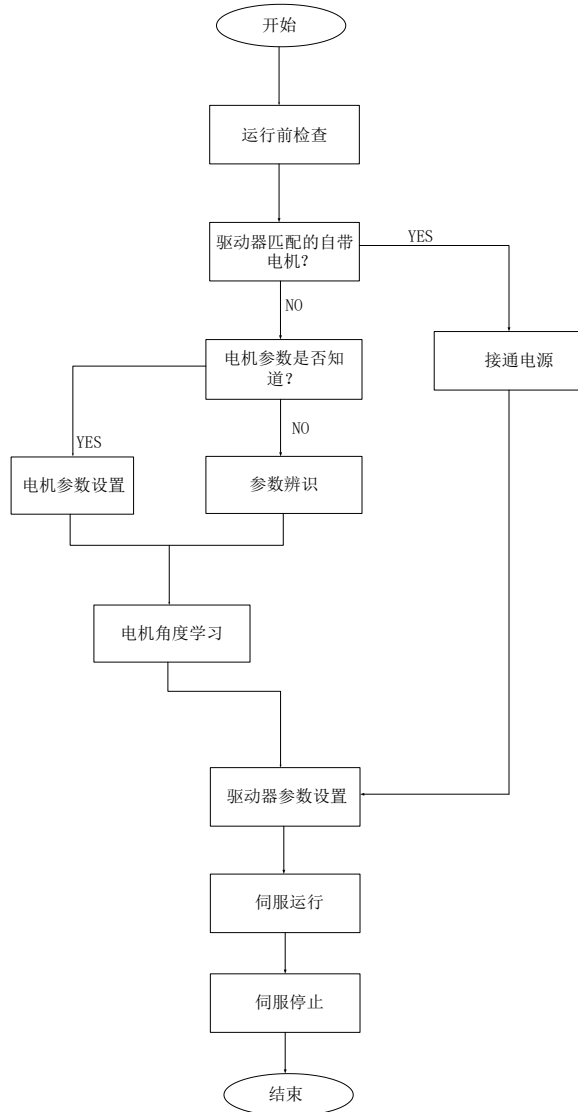 开始
运行前检查
驱动器匹配的自带
电机？
YES
NO
电机参数是否知
道？
接通电源
YES
NO
电机参数设置
参数辨识
电机角度学习
驱动器参数设置
伺服运行
伺服停止
结束